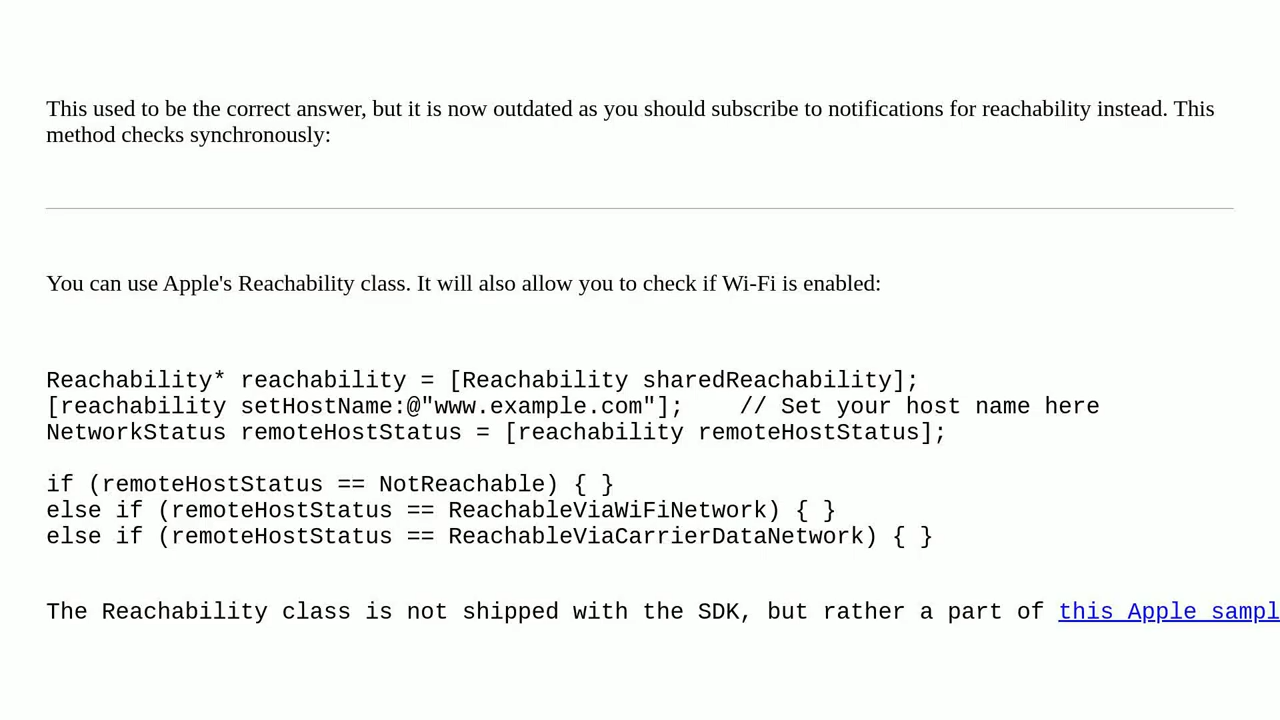 This used to be the correct answer, but it is now outdated as you should subscribe to notifications for reachability instead. This
method checks synchronously:
You can use Apple's Reachability class. It will also allow you to check if Wi-Fi is enabled:
Reachability* reachability = [Reachability sharedReachability];
[reachability setHostName:@"www.example.com"];    // Set your host name here
NetworkStatus remoteHostStatus = [reachability remoteHostStatus];
if (remoteHostStatus == NotReachable) { }
else if (remoteHostStatus == ReachableViaWiFiNetwork) { }
else if (remoteHostStatus == ReachableViaCarrierDataNetwork) { }
The Reachability class is not shipped with the SDK, but rather a part of this Apple sampl